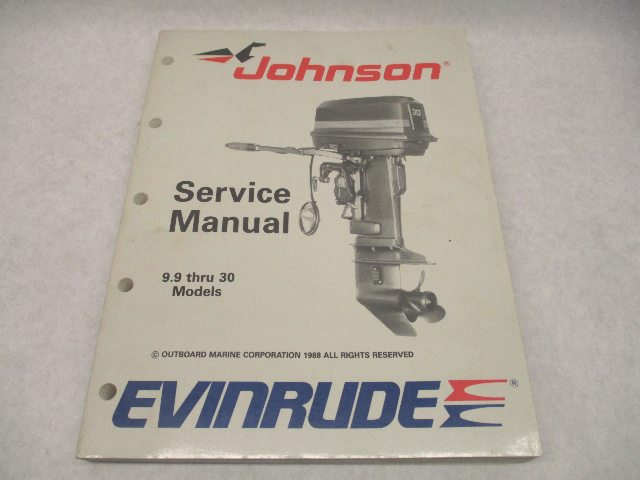 Johnson®
30
Service
Manual
9.9 thru 30
Models
© OUTBOARD MARINE CORPORATION 1988 ALL RIGHTS RESERVED
EVINRUDE®